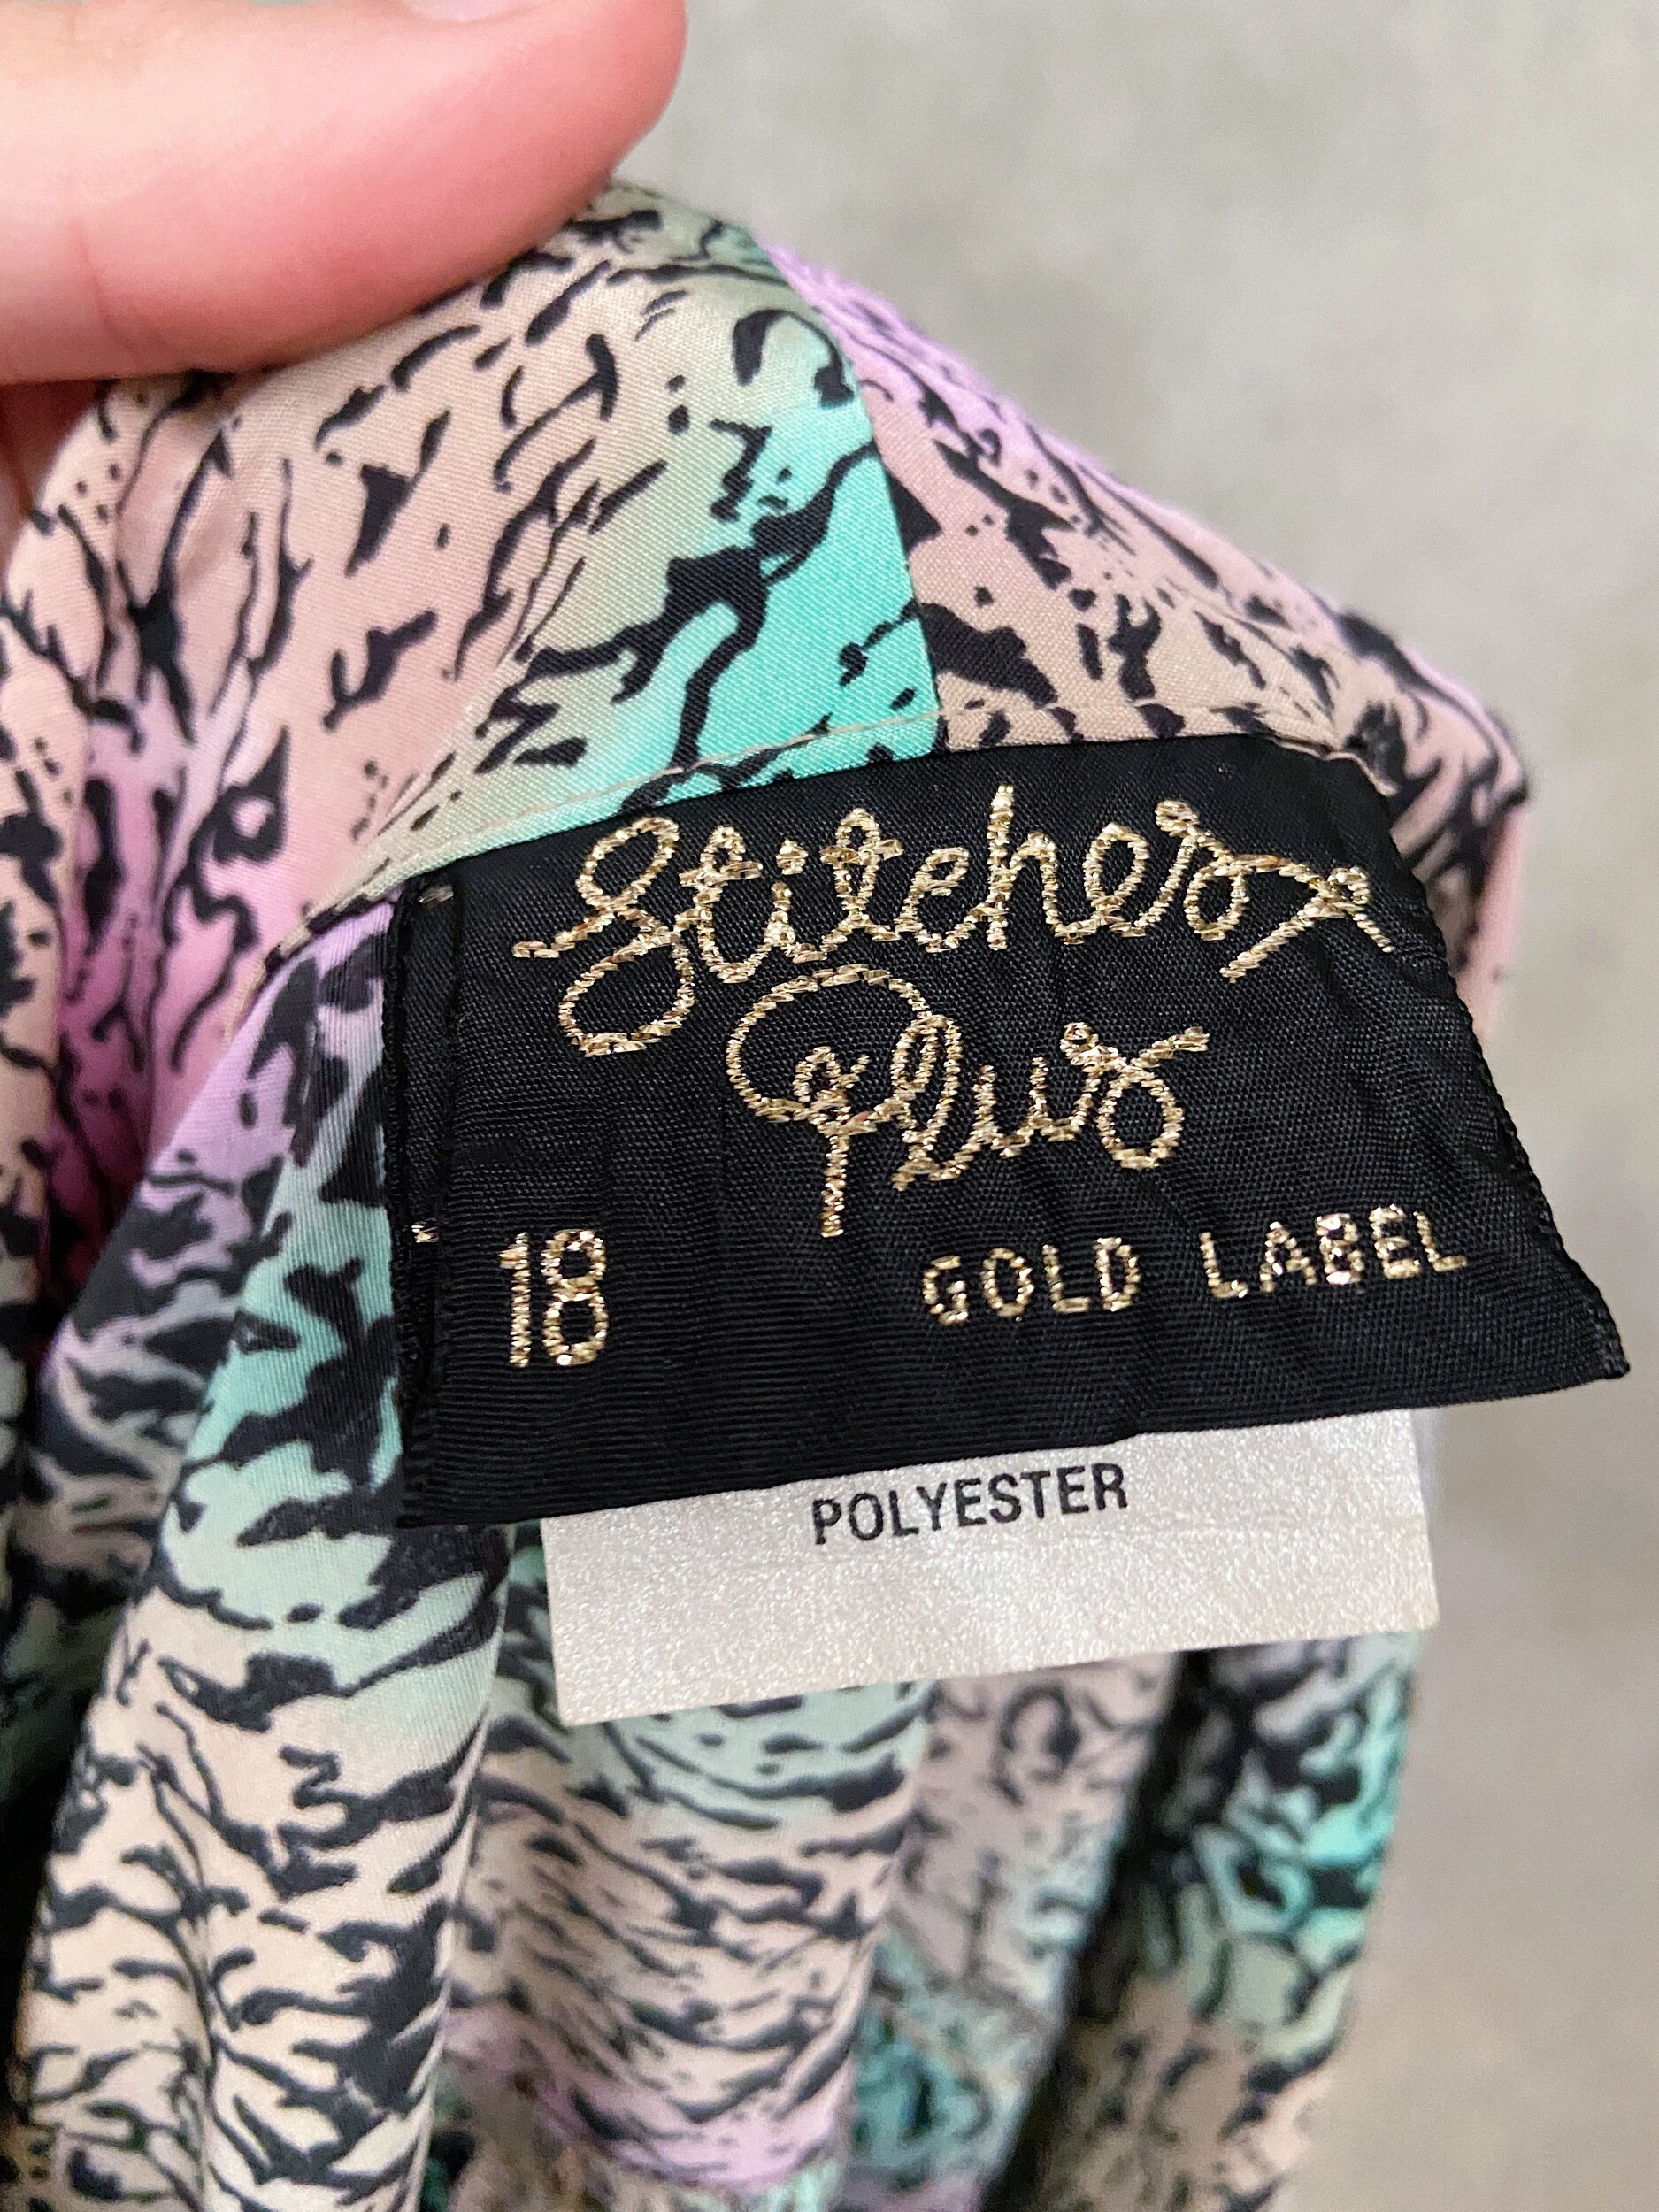 Stitches
Plus
18 GOLD LABEL
POLYESTER